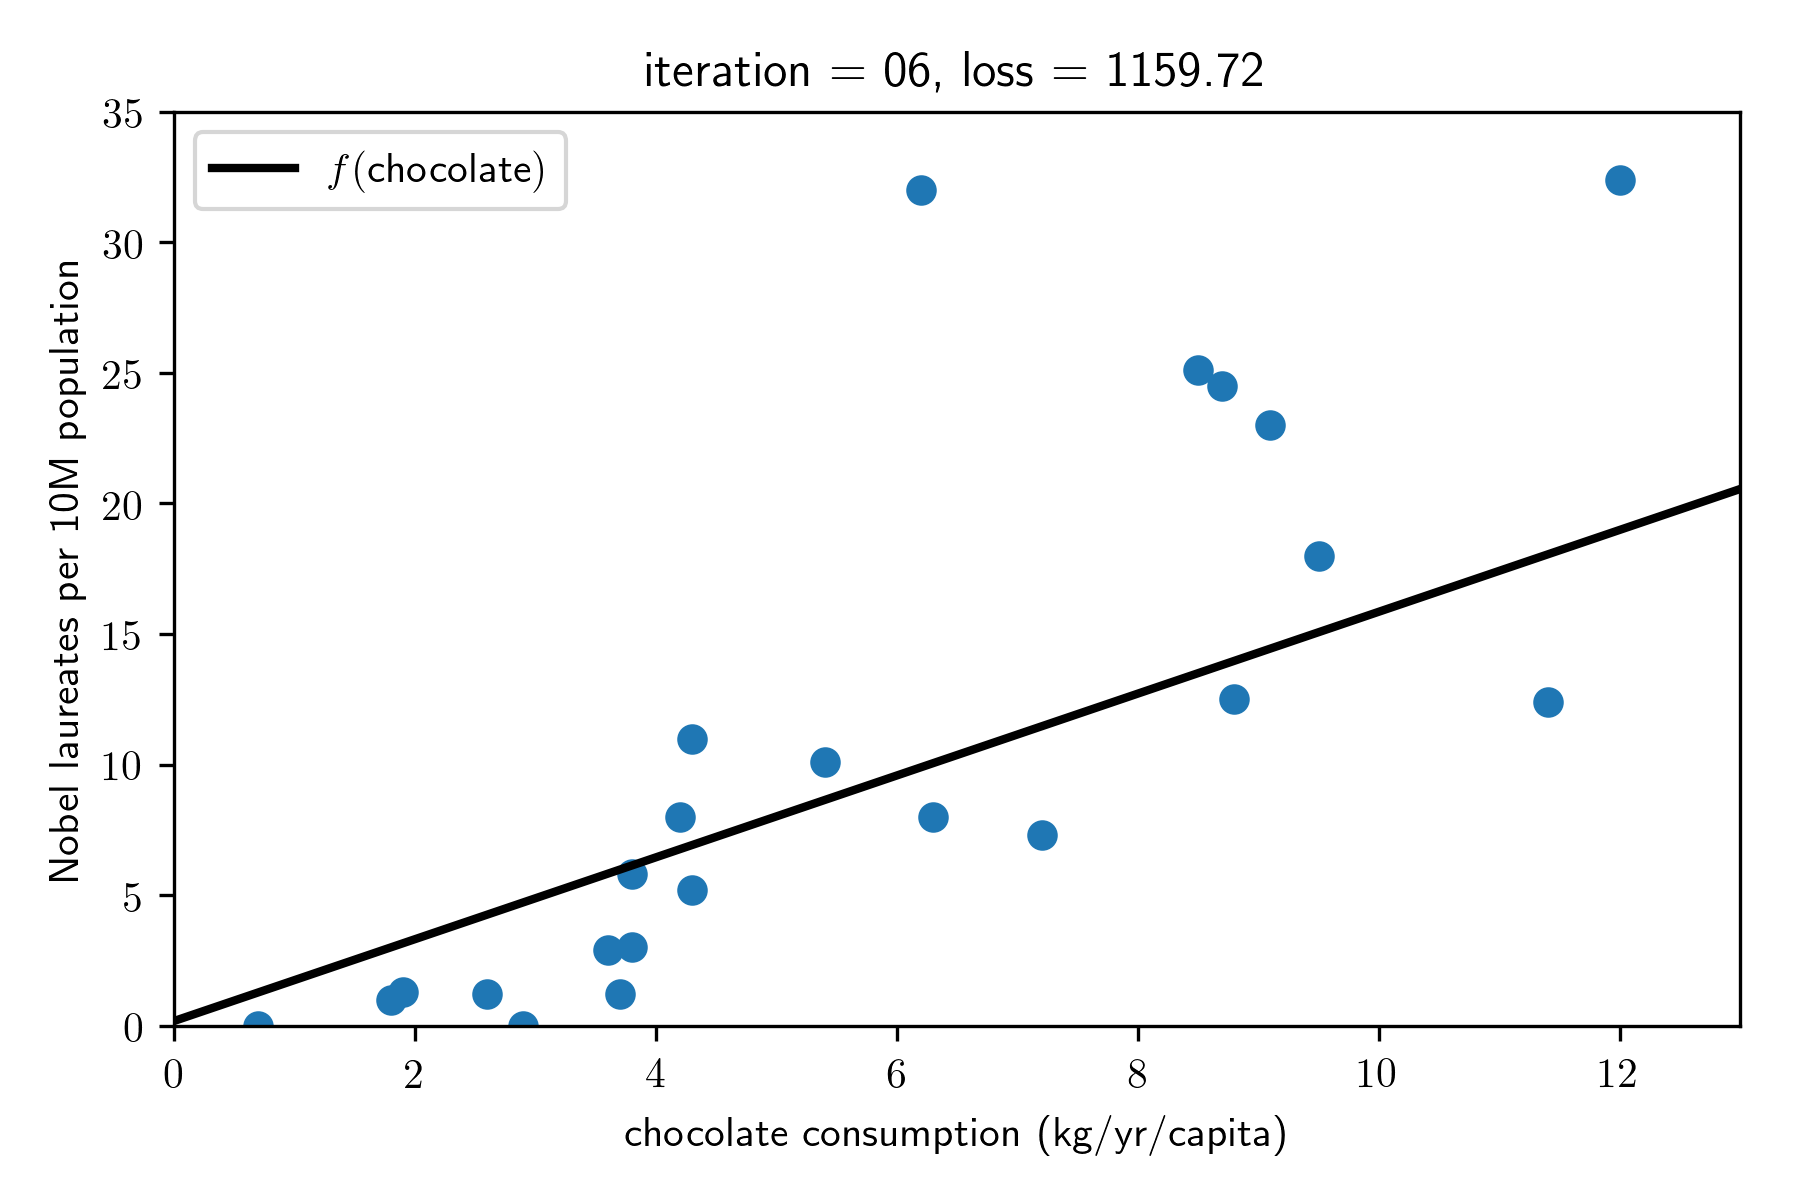 iteration = 06, loss = 1159.72
f(chocolate)
Nobel laureates per 10M population
35
30
25
20
15
10
5
0
0 2 4 6 8 10 12
chocolate consumption (kg/yr/capita)